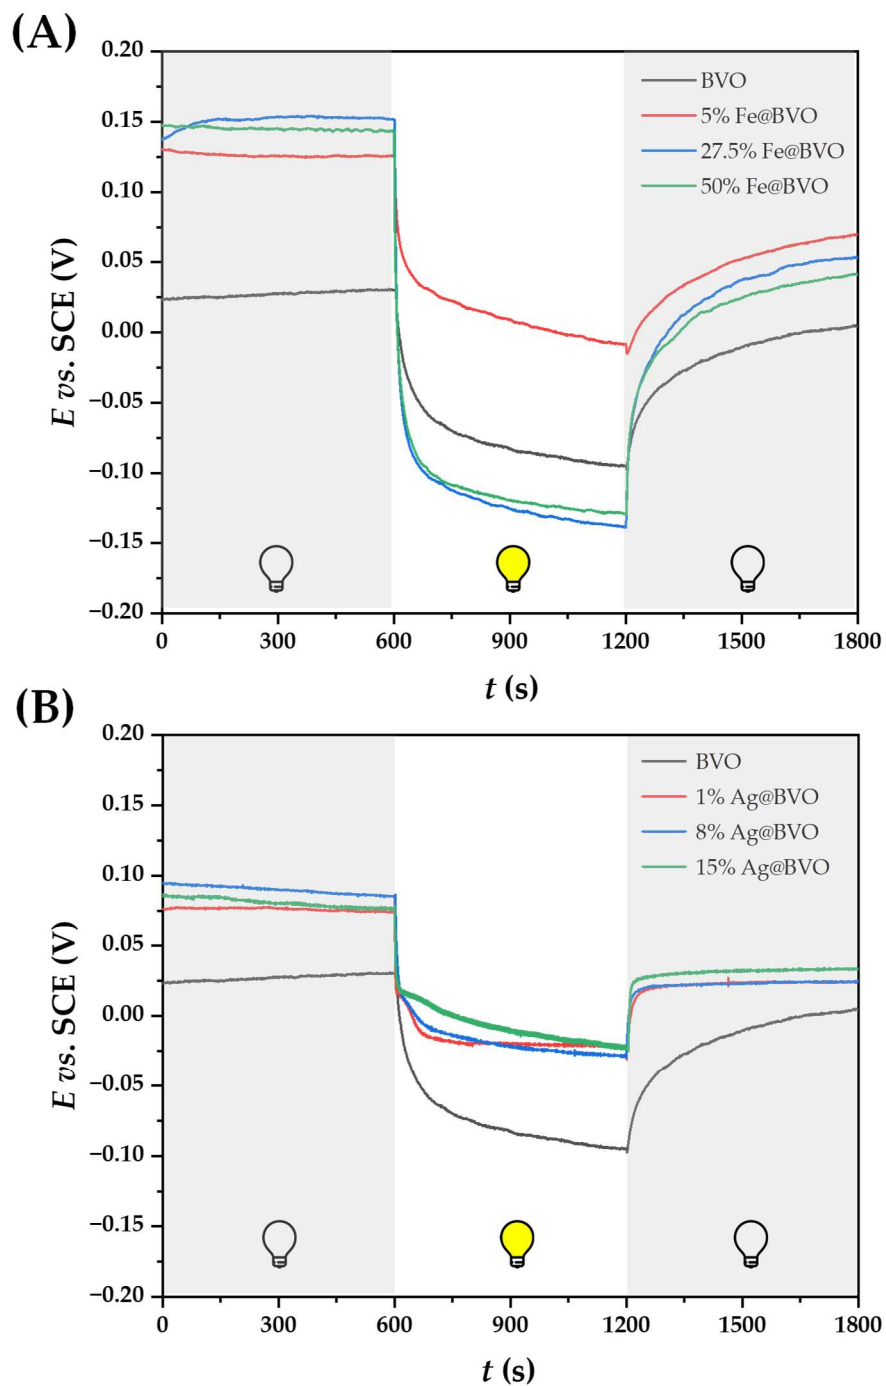 (A)
0.20
0.15
0.10
0.05
0.00
−0.05
−0.10
−0.15
−0.20
E vs. SCE (V)
BVO
5% Fe@BVO
27.5% Fe@BVO
50% Fe@BVO
0 300 600 900 1200 1500 1800
t (s)
(B)
0.20
0.15
0.10
0.05
0.00
−0.05
−0.10
−0.15
−0.20
E vs. SCE (V)
BVO
1% Ag@BVO
8% Ag@BVO
15% Ag@BVO
0 300 600 900 1200 1500 1800
t (s)